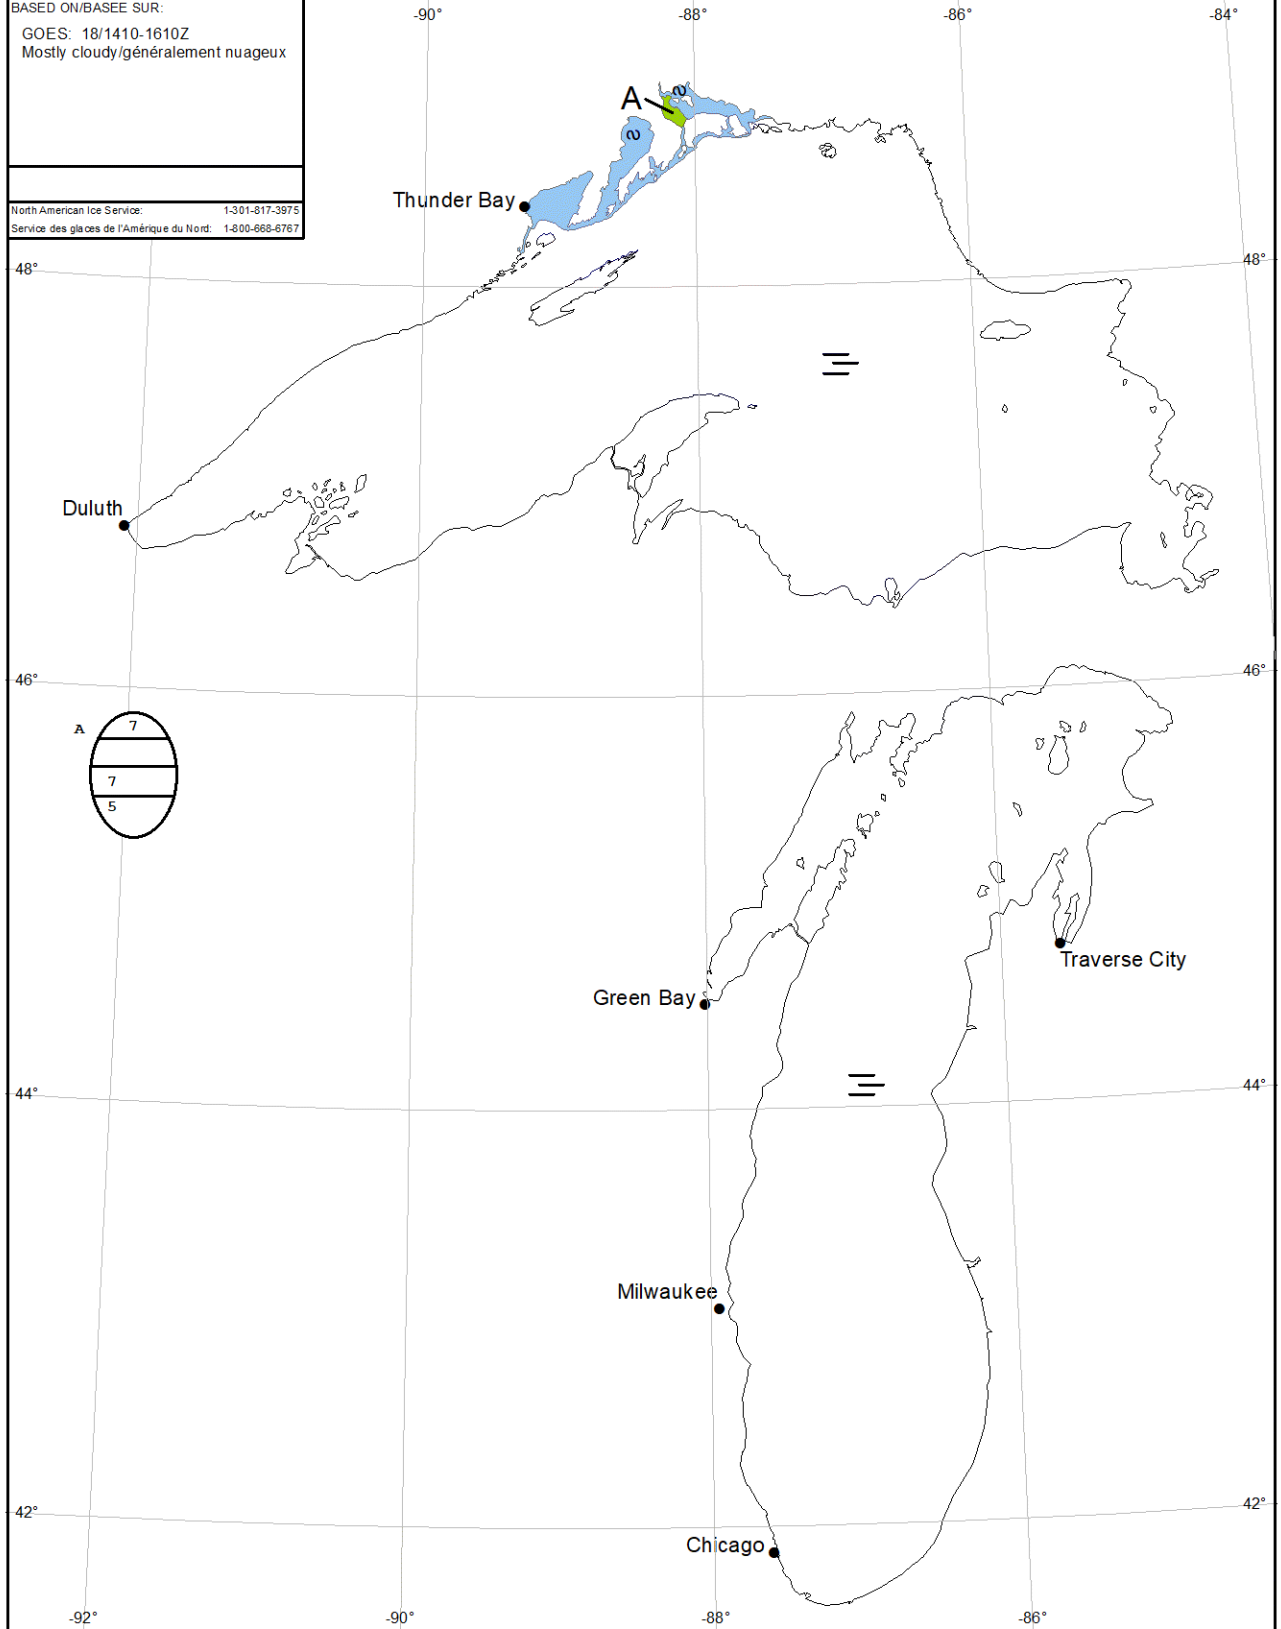 BASED ON/BASEE SUR:
GOES: 18/1410-1610Z
Mostly cloudy/généralement nuageux
North American Ice Service: 1-301-817-3975
Service des glaces de l'Amérique du Nord: 1-800-668-6767
-90° -88° -86° -84°
A
Thunder Bay
48° 48°
Duluth
46° 46°
A 7
7
5
Traverse City
Green Bay
44° 44°
Milwaukee
42° 42°
Chicago
-92° -90° -88° -86°